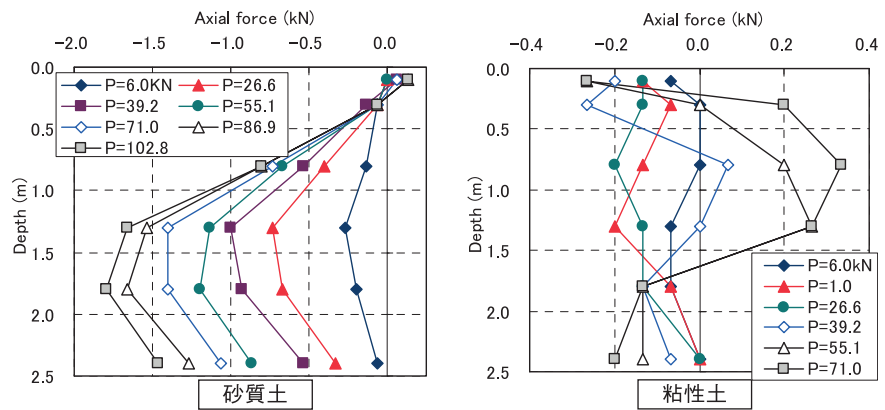 Axial force (kN)
-2.0 -1.5 -1.0 -0.5 0.0
0.0
0.5
1.0
1.5
2.0
2.5
Depth (m)
P=6.0KN P=26.6
P=39.2 P=55.1
P=71.0 P=86.9
P=102.8
砂質土
Axial force (kN)
-0.4 -0.2 0.0 0.2 0.4
0.0
0.5
1.0
1.5
2.0
2.5
Depth (m)
P=6.0kN
P=1.0
P=26.6
P=39.2
P=55.1
P=71.0
粘性土